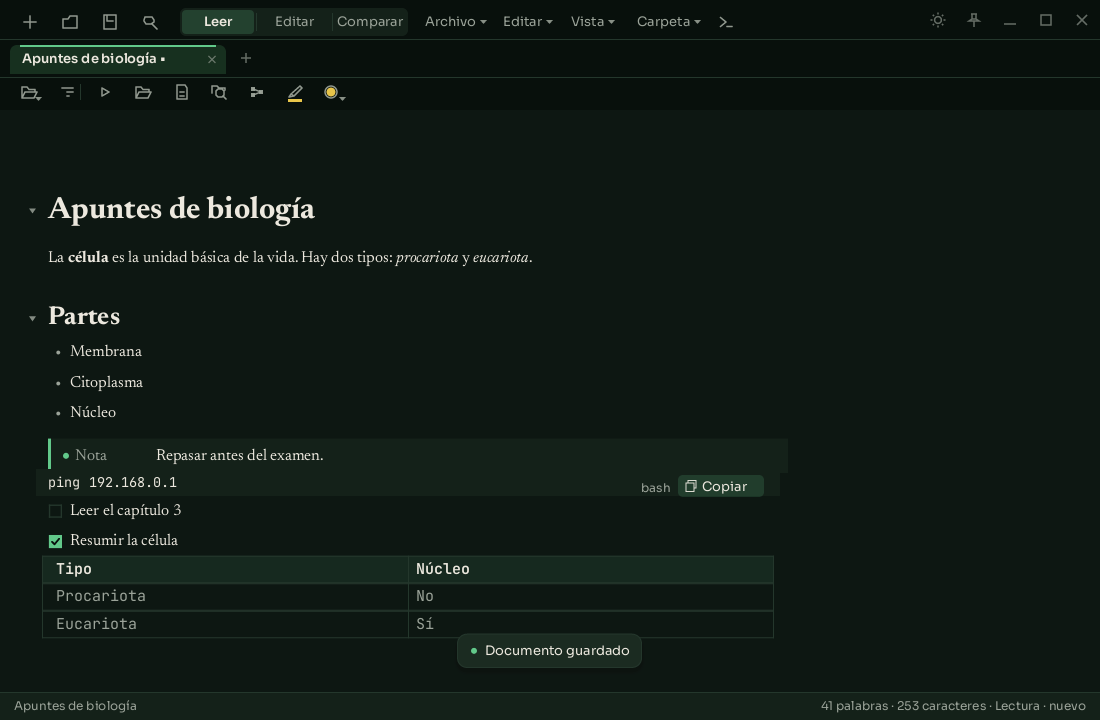 Leer Editar Comparar Archivo Editar Vista Carpeta
Apuntes de biología •
Apuntes de biología
La célula es la unidad básica de la vida. Hay dos tipos: procariota y eucariota.
Partes
• Membrana
• Citoplasma
• Núcleo
Nota Repasar antes del examen.
ping 192.168.0.1 bash Copiar
Leer el capítulo 3
Resumir la célula
Tipo Núcleo
Procariota No
Eucariota Sí
Documento guardado
Apuntes de biología 41 palabras · 253 caracteres · Lectura · nuevo